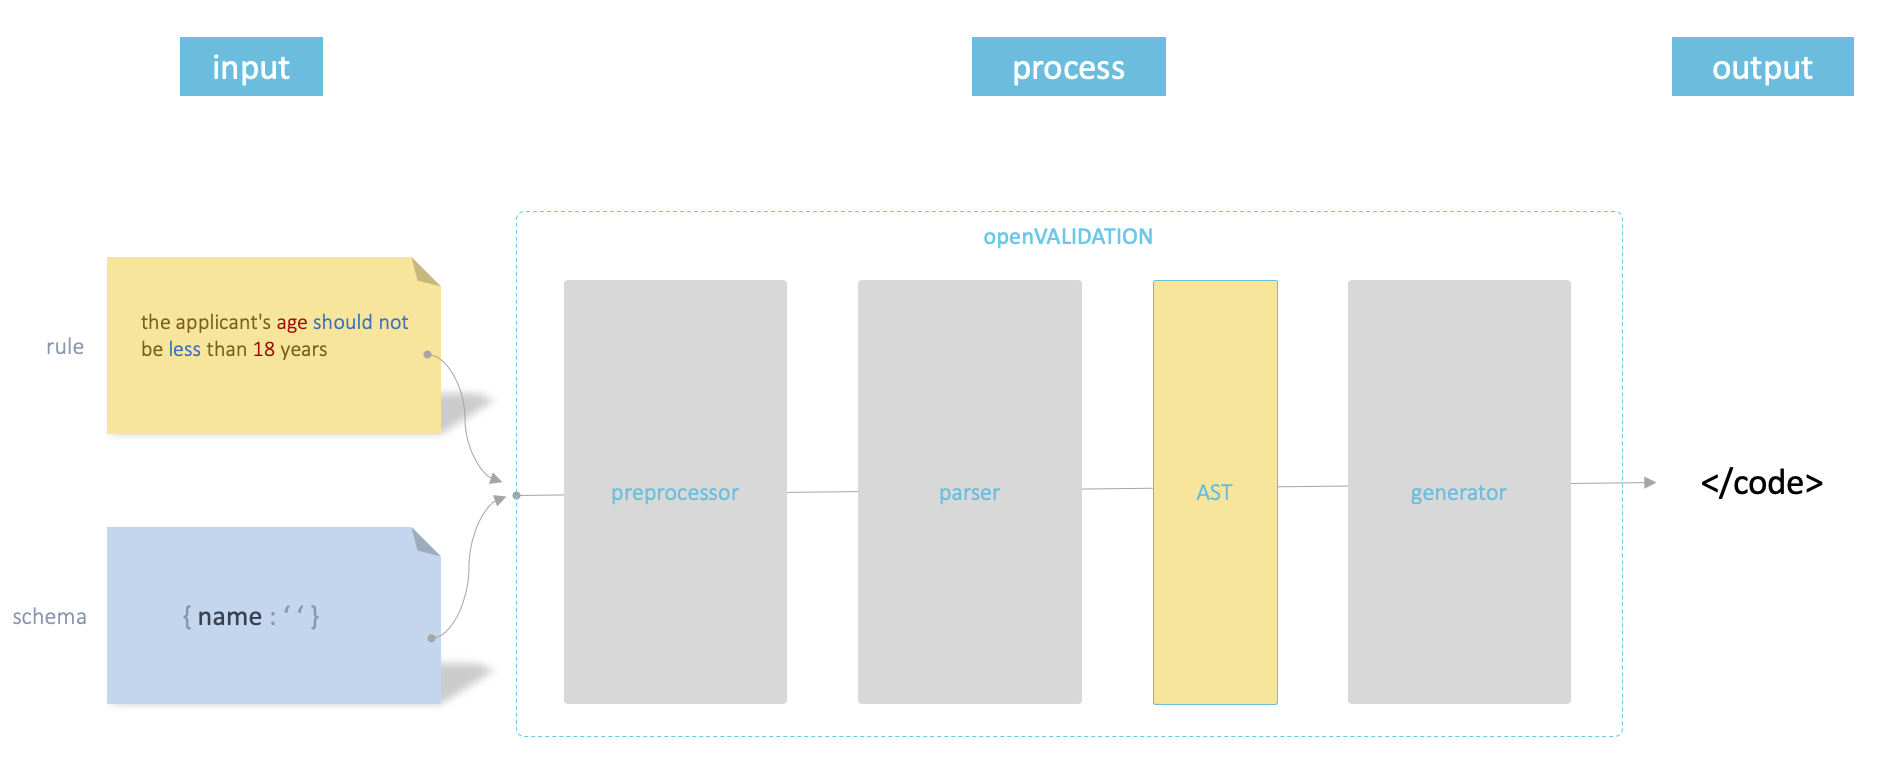 input
process
output
openVALIDATION
rule
the applicant's age should not
be less than 18 years
preprocessor
parser
AST
generator
</code>
schema
{ name : ‘ ‘ }